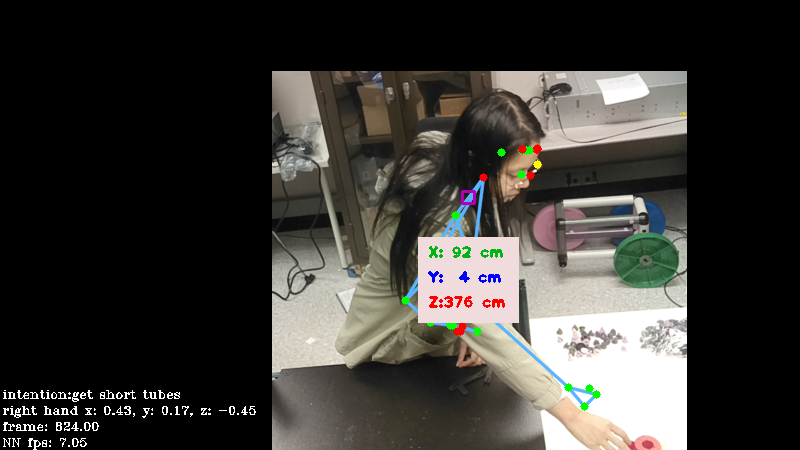 X: 92 cm
Y: 4 cm
Z:376 cm
intention:get short tubes
right hand x: 0.43, y: 0.17, z: -0.45
frame: 824.00
NN fps: 7.05